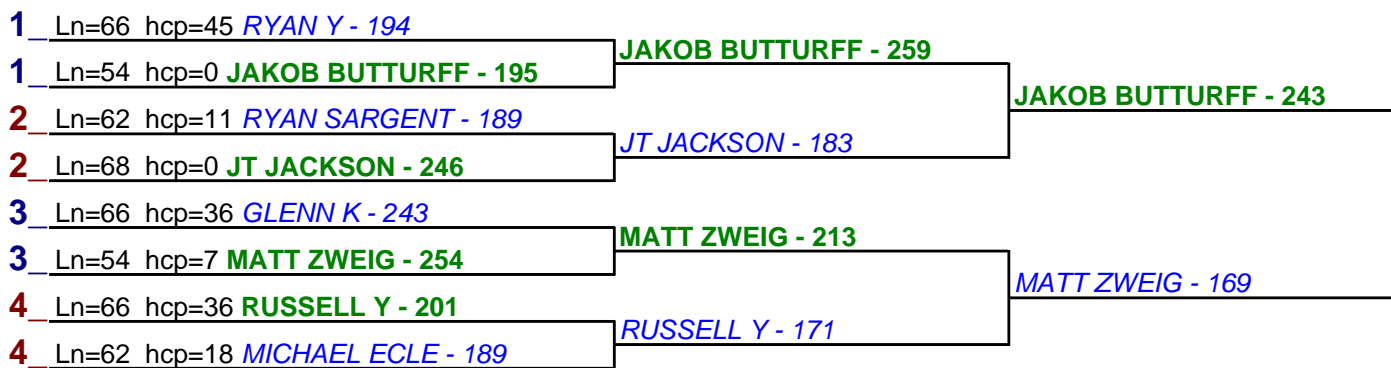 1_ Ln=66 hcp=45 RYAN Y - 194
JAKOB BUTTURFF - 259
1_ Ln=54 hcp=0 JAKOB BUTTURFF - 195
JAKOB BUTTURFF - 243
2_ Ln=62 hcp=11 RYAN SARGENT - 189
JT JACKSON - 183
2_ Ln=68 hcp=0 JT JACKSON - 246
3_ Ln=66 hcp=36 GLENN K - 243
MATT ZWEIG - 213
3_ Ln=54 hcp=7 MATT ZWEIG - 254
MATT ZWEIG - 169
4_ Ln=66 hcp=36 RUSSELL Y - 201
RUSSELL Y - 171
4_ Ln=62 hcp=18 MICHAEL ECLE - 189